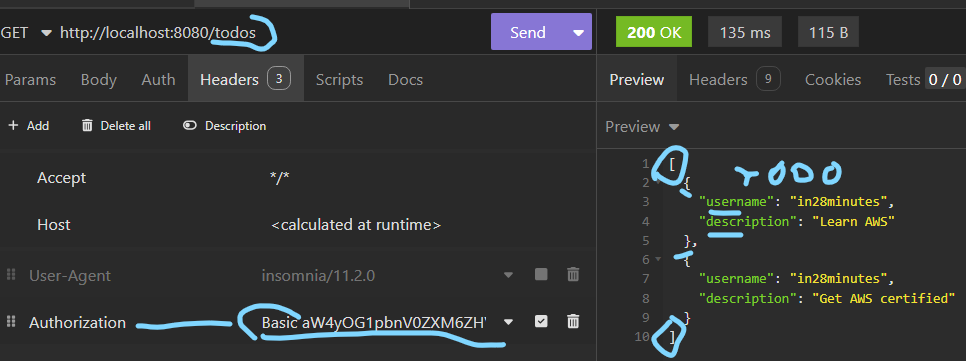 GET http://localhost:8080/todos Send 200 OK 135 ms 115 B
Params Body Auth Headers 3 Scripts Docs
Preview Headers 9 Cookies Tests 0 / 0
+ Add Delete all Description
Preview
Accept */*
Host <calculated at runtime>
User-Agent insomnia/11.2.0
Authorization Basic aW4yOG1pbnV0ZXM6ZH
TODO
1 [
2 {
3 "username": "in28minutes",
4 "description": "Learn AWS"
5 },
6 {
7 "username": "in28minutes",
8 "description": "Get AWS certified"
9 }
10 ]